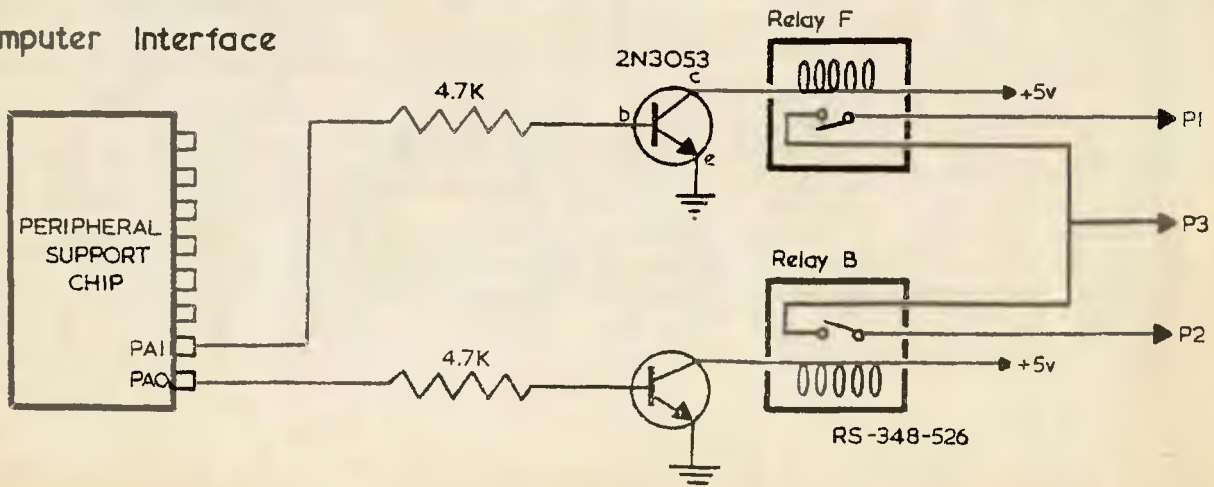 mputer Interface
Relay F
2N3053
c
4.7K
b
e
+5v
P1
PERIPHERAL
SUPPORT
CHIP
P3
Relay B
PA1
PA0
4.7K
P2
+5v
RS-348-526